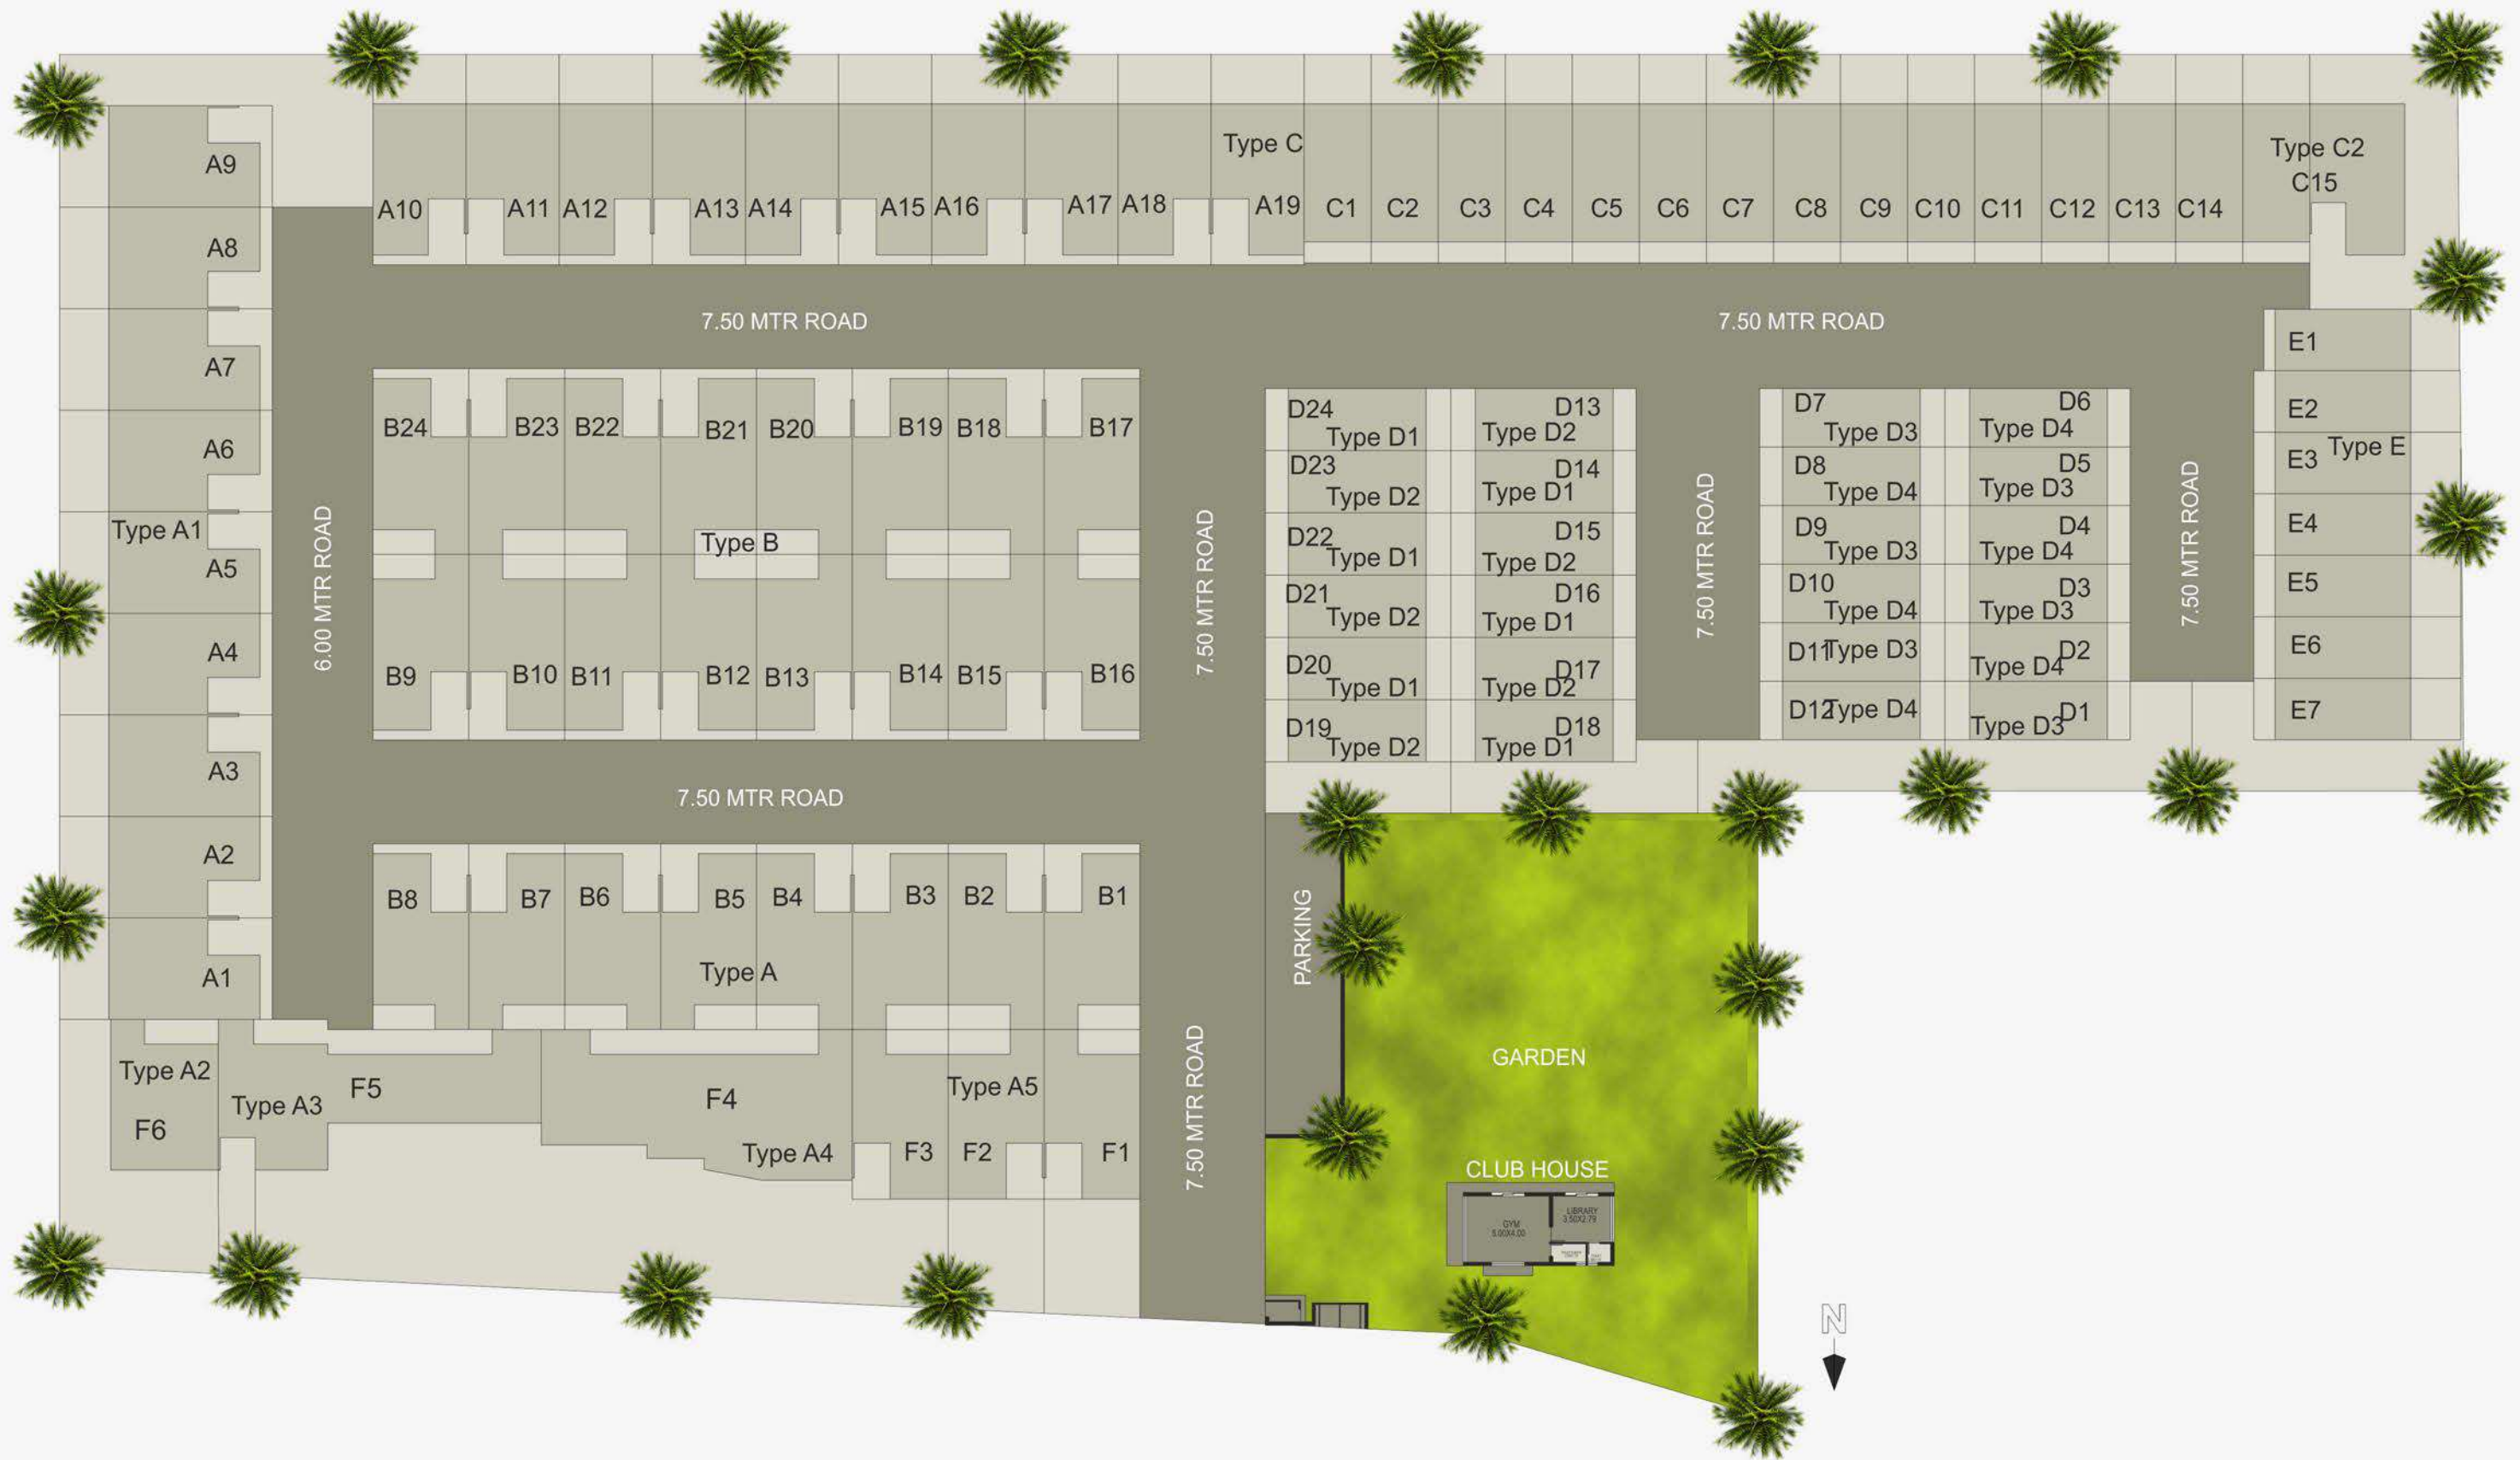 Type C
Type C2
C15
A9
A10
A11
A12
A13
A14
A15
A16
A17
A18
A19
C1
C2
C3
C4
C5
C6
C7
C8
C9
C10
C11
C12
C13
C14
A8
7.50 MTR ROAD
7.50 MTR ROAD
E1
A7
B24
B23
B22
B21
B20
B19
B18
B17
D24
Type D1
D13
Type D2
D7
Type D3
D6
Type D4
E2
A6
D23
Type D2
D14
Type D1
D8
Type D4
D5
Type D3
E3
Type E
Type A1
6.00 MTR ROAD
Type B
7.50 MTR ROAD
D22
Type D1
D15
Type D2
7.50 MTR ROAD
D9
Type D3
D4
Type D4
7.50 MTR ROAD
E4
A5
D21
Type D2
D16
Type D1
D10
Type D4
D3
Type D3
E5
A4
B9
B10
B11
B12
B13
B14
B15
B16
D20
Type D1
D17
Type D2
D11
Type D3
D2
Type D4
E6
D19
Type D2
D18
Type D1
D12
Type D4
D1
Type D3
E7
A3
7.50 MTR ROAD
A2
B8
B7
B6
B5
B4
B3
B2
B1
PARKING
A1
Type A
Type A2
F6
Type A3
F5
F4
Type A4
Type A5
F3
F2
F1
7.50 MTR ROAD
GARDEN
CLUB HOUSE
GYM
5.00X4.00
LIBRARY
3.50X2.79
N